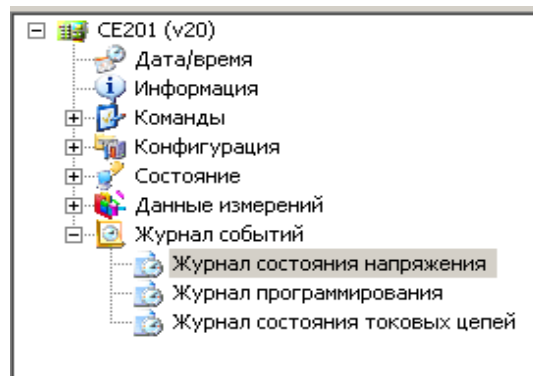 CE201 (v20)
Дата/время
Информация
Команды
Конфигурация
Состояние
Данные измерений
Журнал событий
Журнал состояния напряжения
Журнал программирования
Журнал состояния токовых цепей